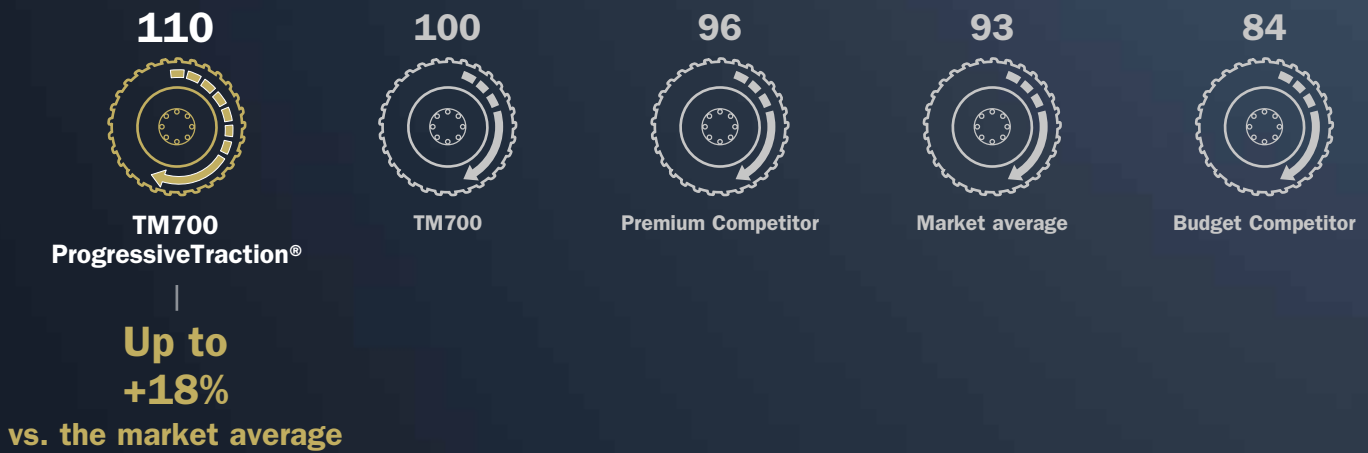 110
100
96
93
84
TM700
ProgressiveTraction®
TM700
Premium Competitor
Market average
Budget Competitor
Up to
+18%
vs. the market average